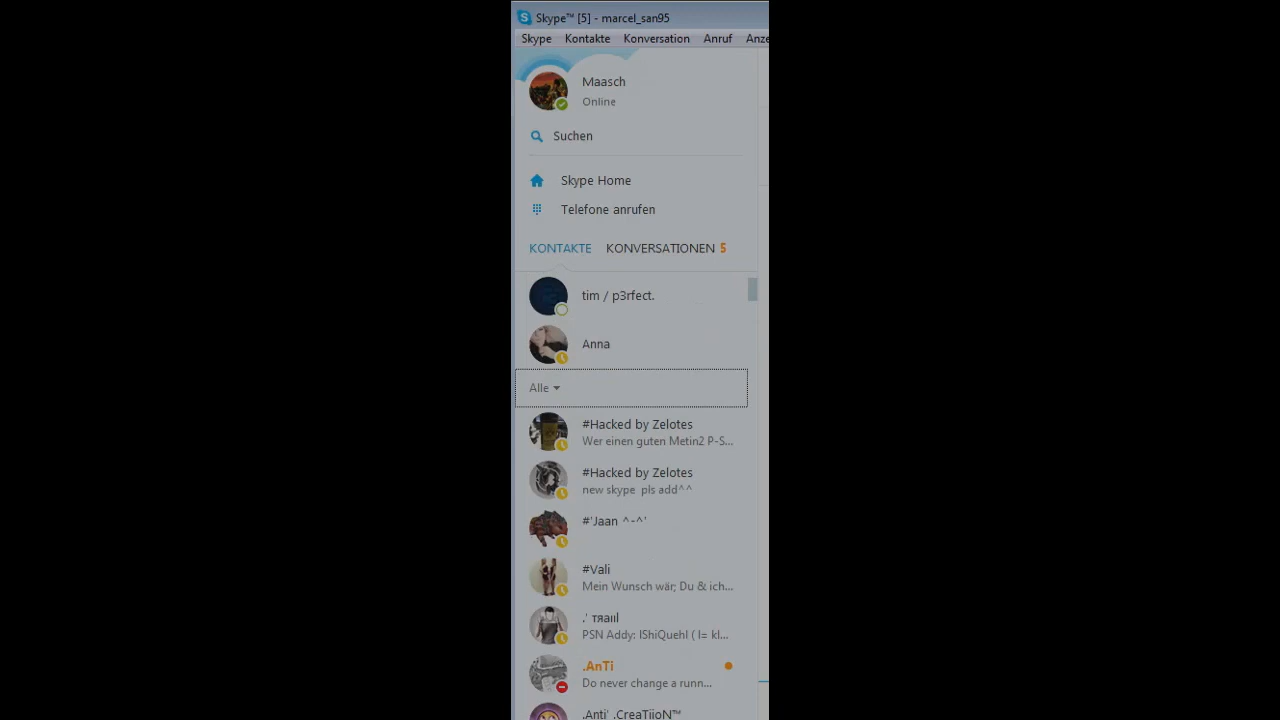 Skype™ [5] - marcel_san95
Skype Kontakte Konversation Anruf Anze
Maasch
Online
Suchen
Skype Home
Telefone anrufen
KONTAKTE KONVERSATIONEN 5
tim / p3rfect.
Anna
Alle
#Hacked by Zelotes
Wer einen guten Metin2 P-S...
#Hacked by Zelotes
new skype pls add^^
#'Jaan ^-^'
#Vali
Mein Wunsch wär; Du & ich...
PSN Addy: IShiQuehl ( I= kl...
.AnTi
Do never change a runn...
.Anti' .CreaTiioN™